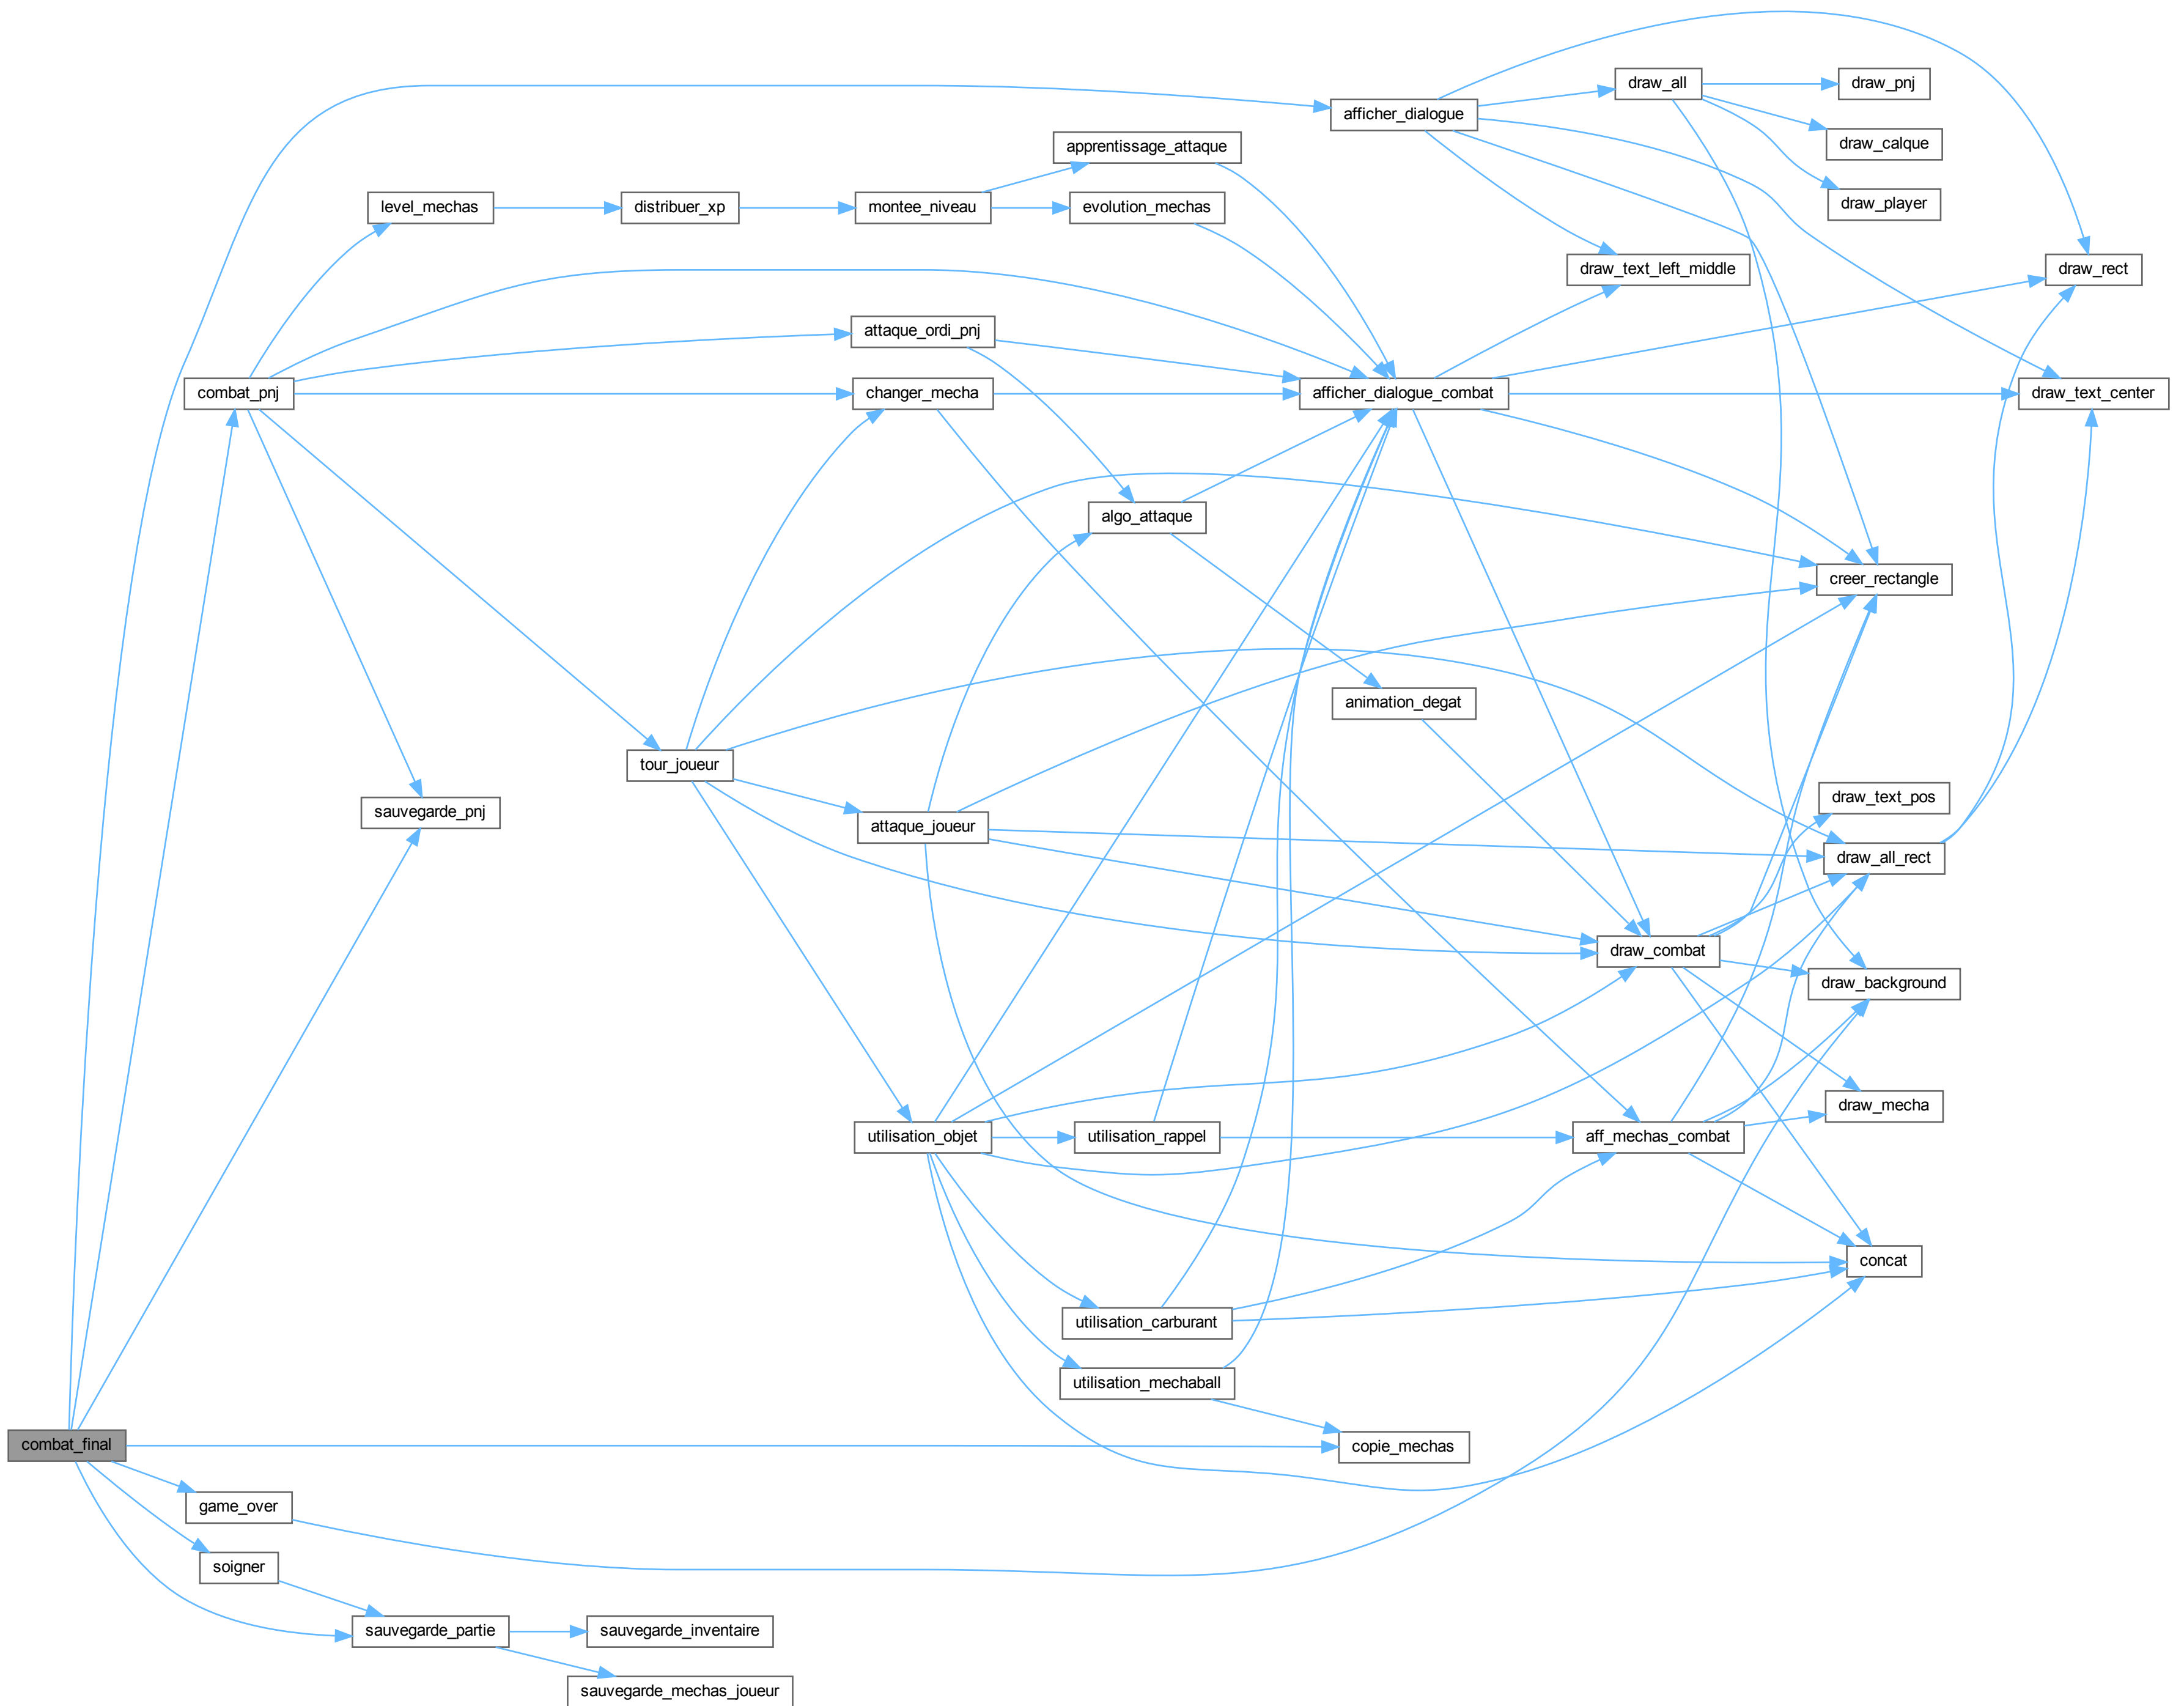 draw_all
draw_pnj
afficher_dialogue
draw_calque
apprentissage_attaque
draw_player
level_mechas
distribuer_xp
montee_niveau
evolution_mechas
draw_text_left_middle
draw_rect
attaque_ordi_pnj
combat_pnj
changer_mecha
afficher_dialogue_combat
draw_text_center
algo_attaque
creer_rectangle
animation_degat
tour_joueur
draw_text_pos
sauvegarde_pnj
attaque_joueur
draw_all_rect
draw_combat
draw_background
draw_mecha
utilisation_objet
utilisation_rappel
aff_mechas_combat
concat
utilisation_carburant
utilisation_mechaball
combat_final
copie_mechas
game_over
soigner
sauvegarde_partie
sauvegarde_inventaire
sauvegarde_mechas_joueur